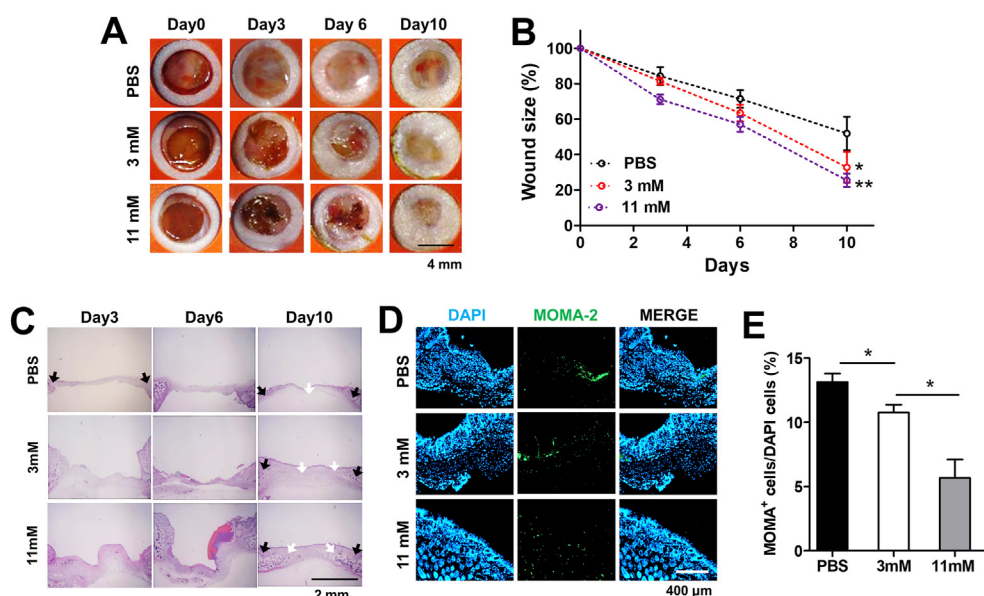 A
Day0 Day3 Day 6 Day10
PBS
3 mM
11 mM
4 mm
B
Wound size (%)
100
80
60
40
20
0
PBS
3 mM
11 mM
*
**
0 2 4 6 8 10
Days
C
Day3 Day6 Day10
PBS
3mM
11mM
2 mm
D
DAPI MOMA-2 MERGE
PBS
3 mM
11 mM
400 μm
E
MOMA+ cells/DAPI cells (%)
15
10
5
0
*
*
PBS 3mM 11mM